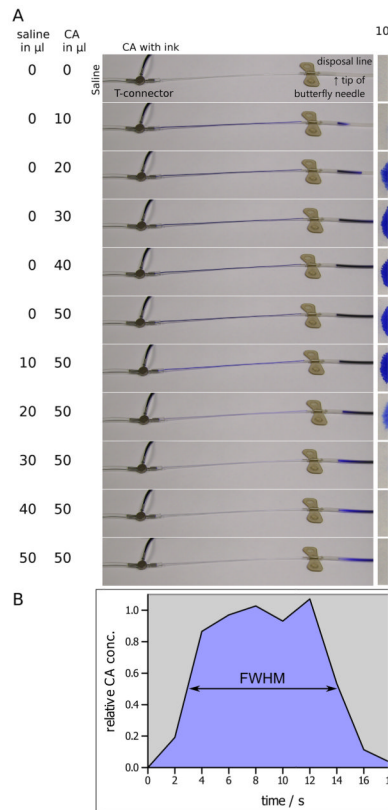 A
saline in µl
CA in µl
CA with ink
10
Saline
T-connector
disposal line
↑ tip of
butterfly needle
0 0
0 10
0 20
0 30
0 40
0 50
10 50
20 50
30 50
40 50
50 50
B
relative CA conc.
1.0
0.8
0.6
0.4
0.2
0.0
FWHM
0 2 4 6 8 10 12 14 16 18
time / s